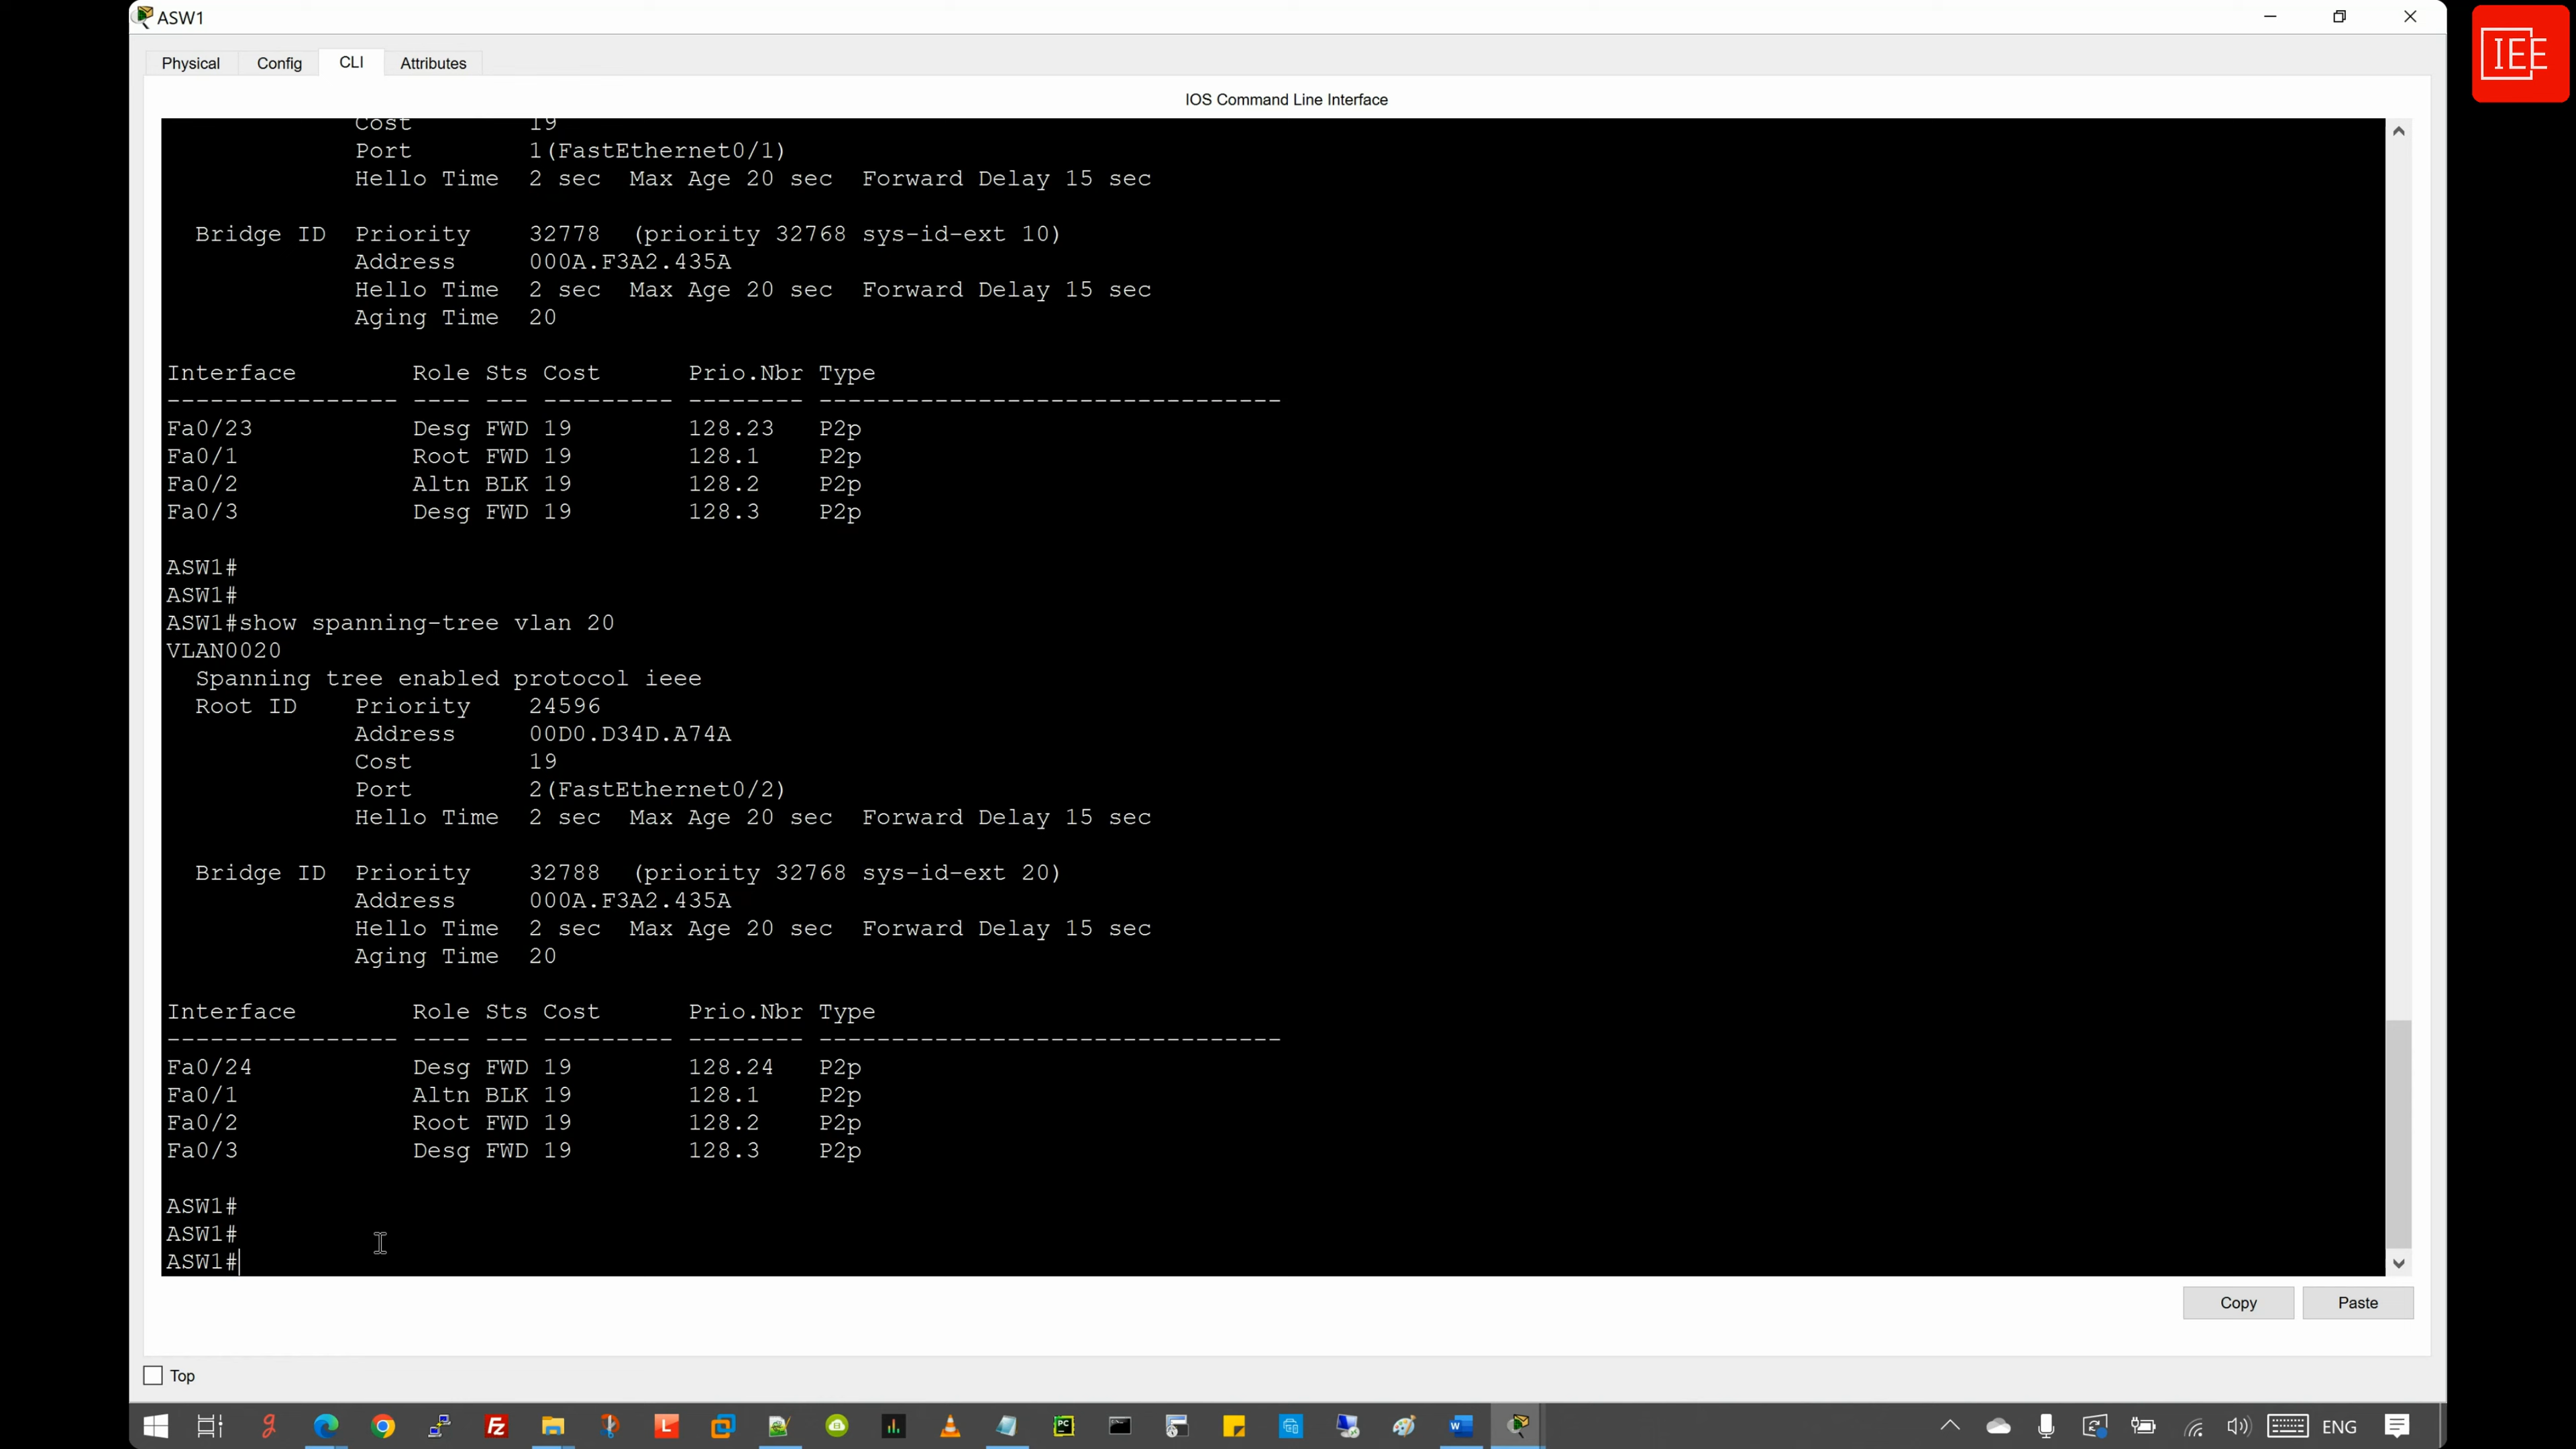 ASW1
IEE
Physical Config CLI Attributes
IOS Command Line Interface
Cost 19
Port 1(FastEthernet0/1)
Hello Time 2 sec Max Age 20 sec Forward Delay 15 sec
Bridge ID Priority 32778 (priority 32768 sys-id-ext 10)
Address 000A.F3A2.435A
Hello Time 2 sec Max Age 20 sec Forward Delay 15 sec
Aging Time 20
Interface Role Sts Cost Prio.Nbr Type
---------------- ---- --- --------- -------- --------------------------------
Fa0/23 Desg FWD 19 128.23 P2p
Fa0/1 Root FWD 19 128.1 P2p
Fa0/2 Altn BLK 19 128.2 P2p
Fa0/3 Desg FWD 19 128.3 P2p
ASW1#
ASW1#
ASW1#show spanning-tree vlan 20
VLAN0020
Spanning tree enabled protocol ieee
Root ID Priority 24596
Address 00D0.D34D.A74A
Cost 19
Port 2(FastEthernet0/2)
Hello Time 2 sec Max Age 20 sec Forward Delay 15 sec
Bridge ID Priority 32788 (priority 32768 sys-id-ext 20)
Address 000A.F3A2.435A
Hello Time 2 sec Max Age 20 sec Forward Delay 15 sec
Aging Time 20
Interface Role Sts Cost Prio.Nbr Type
---------------- ---- --- --------- -------- --------------------------------
Fa0/24 Desg FWD 19 128.24 P2p
Fa0/1 Altn BLK 19 128.1 P2p
Fa0/2 Root FWD 19 128.2 P2p
Fa0/3 Desg FWD 19 128.3 P2p
ASW1#
ASW1#
ASW1#
Copy Paste
Top
ENG